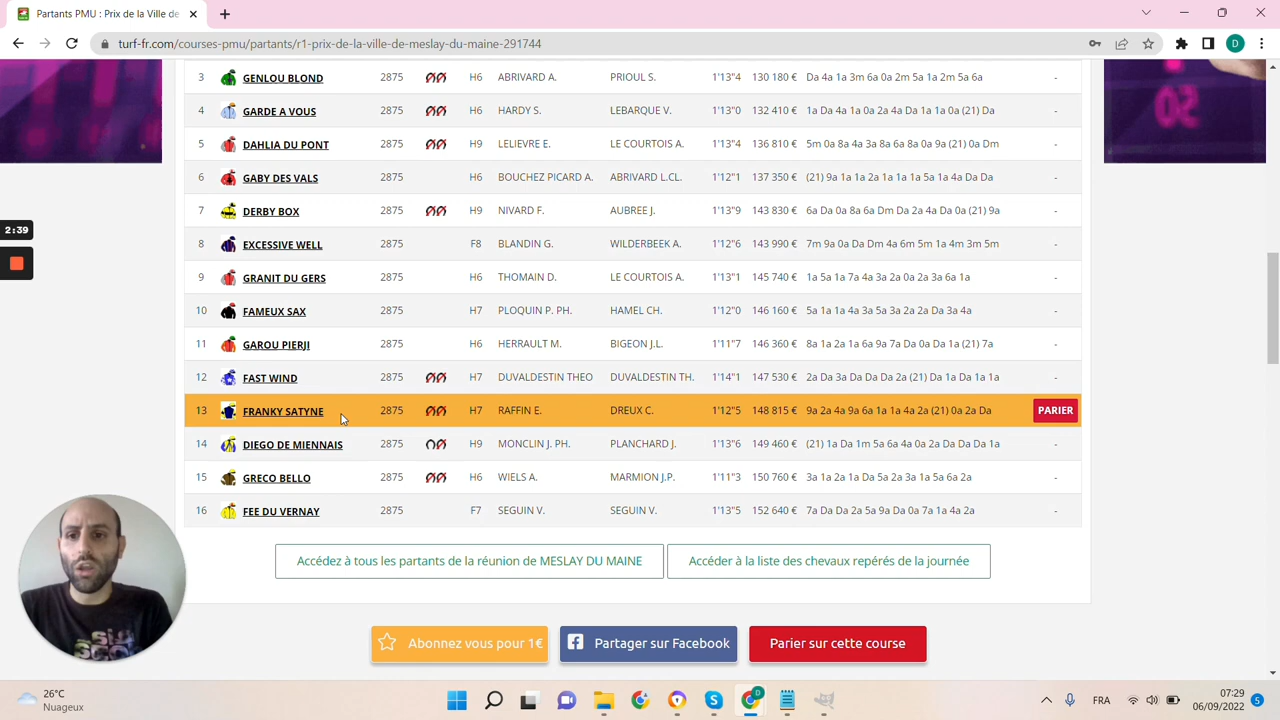 Partants PMU : Prix de la Ville de
turf-fr.com/courses-pmu/partants/r1-prix-de-la-ville-de-meslay-du-maine-291744
D
3 GENLOU BLOND 2875 H6 ABRIVARD A. PRIOUL S. 1'13"4 130 180 € Da 4a 1a 3m 6a 0a 2m 5a 1a 2m 5a 6a -
4 GARDE A VOUS 2875 H6 HARDY S. LEBARQUE V. 1'13"0 132 410 € 1a Da 4a 1a 0a 2a 4a Da 1a 1a 0a (21) Da -
5 DAHLIA DU PONT 2875 H9 LELIEVRE E. LE COURTOIS A. 1'13"4 136 810 € 5m 0a 8a 4a 3a 8a 6a 8a 0a 9a (21) 0a Dm -
6 GABY DES VALS 2875 H6 BOUCHEZ PICARD A. ABRIVARD L.CL. 1'12"1 137 350 € (21) 9a 1a 1a 2a 1a 1a 1a 5a 1a 4a Da Da -
7 DERBY BOX 2875 H9 NIVARD F. AUBREE J. 1'13"9 143 830 € 6a Da 0a 8a 6a Dm Da 2a 4a Da 0a (21) 9a -
8 EXCESSIVE WELL 2875 F8 BLANDIN G. WILDERBEEK A. 1'12"6 143 990 € 7m 9a 0a Da Dm 4a 6m 5m 1a 4m 3m 5m -
9 GRANIT DU GERS 2875 H6 THOMAIN D. LE COURTOIS A. 1'13"1 145 740 € 1a 5a 1a 7a 4a 3a 2a 0a 2a 3a 6a 1a -
10 FAMEUX SAX 2875 H7 PLOQUIN P. PH. HAMEL CH. 1'12"0 146 160 € 5a 1a 1a 4a 3a 5a 3a 2a 2a Da 3a 4a -
11 GAROU PIERJI 2875 H6 HERRAULT M. BIGEON J.L. 1'11"7 146 360 € 8a 1a 2a 1a 6a 9a 7a Da 0a Da 1a (21) 7a -
12 FAST WIND 2875 H7 DUVALDESTIN THEO DUVALDESTIN TH. 1'14"1 147 530 € 2a Da 3a Da Da Da 2a (21) Da 1a Da 1a 1a -
13 FRANKY SATYNE 2875 H7 RAFFIN E. DREUX C. 1'12"5 148 815 € 9a 2a 4a 9a 6a 1a 1a 4a 2a (21) 0a 2a Da PARIER
14 DIEGO DE MIENNAIS 2875 H9 MONCLIN J. PH. PLANCHARD J. 1'13"6 149 460 € (21) 1a Da 1m 5a 6a 4a 0a 2a Da Da Da 1a -
15 GRECO BELLO 2875 H6 WIELS A. MARMION J.P. 1'11"3 150 760 € 3a 1a 2a 1a Da 5a 2a 3a 1a 5a 6a 2a -
16 FEE DU VERNAY 2875 F7 SEGUIN V. SEGUIN V. 1'13"5 152 640 € 7a Da Da 2a 5a 9a Da 0a 7a 1a 4a 2a -
2:39
Accédez à tous les partants de la réunion de MESLAY DU MAINE
Accéder à la liste des chevaux repérés de la journée
Abonnez vous pour 1€
Partager sur Facebook
Parier sur cette course
26°C
Nuageux
D
FRA
07:29
06/09/2022
5